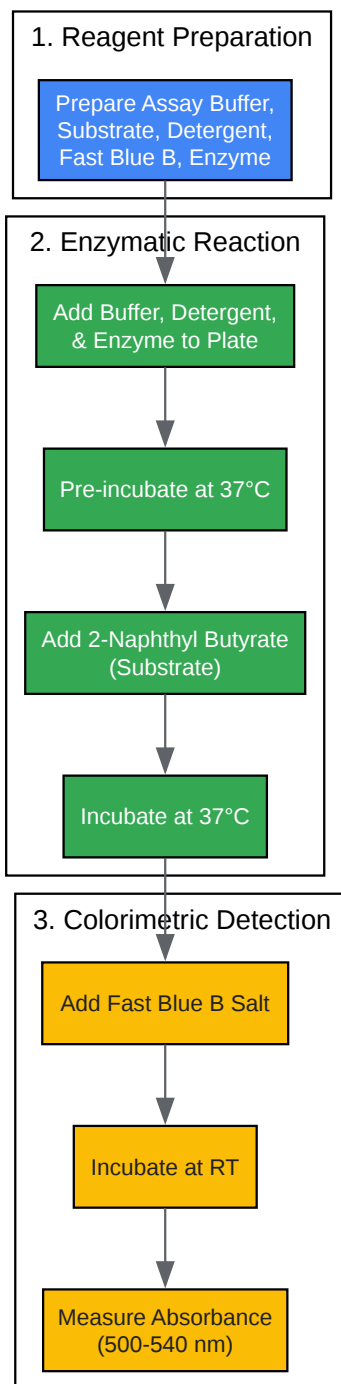 1. Reagent Preparation
Prepare Assay Buffer,
Substrate, Detergent,
Fast Blue B, Enzyme
2. Enzymatic Reaction
Add Buffer, Detergent,
& Enzyme to Plate
Pre-incubate at 37°C
Add 2-Naphthyl Butyrate
(Substrate)
Incubate at 37°C
3. Colorimetric Detection
Add Fast Blue B Salt
Incubate at RT
Measure Absorbance
(500-540 nm)